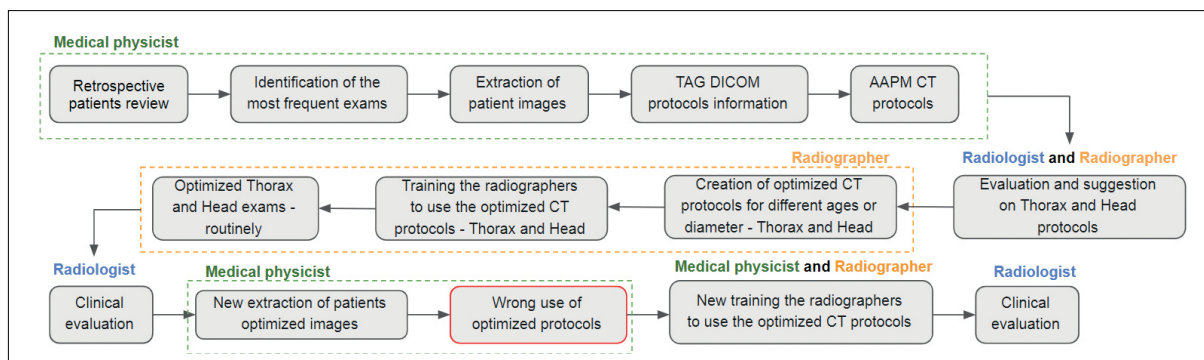 Medical physicist
Retrospective
patients review
Identification of the
most frequent exams
Extraction of
patient images
TAG DICOM
protocols information
AAPM CT
protocols
Radiologist and Radiographer
Evaluation and suggestion
on Thorax and Head
protocols
Radiographer
Creation of optimized CT
protocols for different ages or
diameter - Thorax and Head
Training the radiographers
to use the optimized CT
protocols - Thorax and Head
Optimized Thorax
and Head exams -
routinely
Radiologist
Clinical
evaluation
Medical physicist
New extraction of patients
optimized images
Wrong use of
optimized protocols
Medical physicist and Radiographer
New training the radiographers
to use the optimized CT protocols
Radiologist
Clinical
evaluation